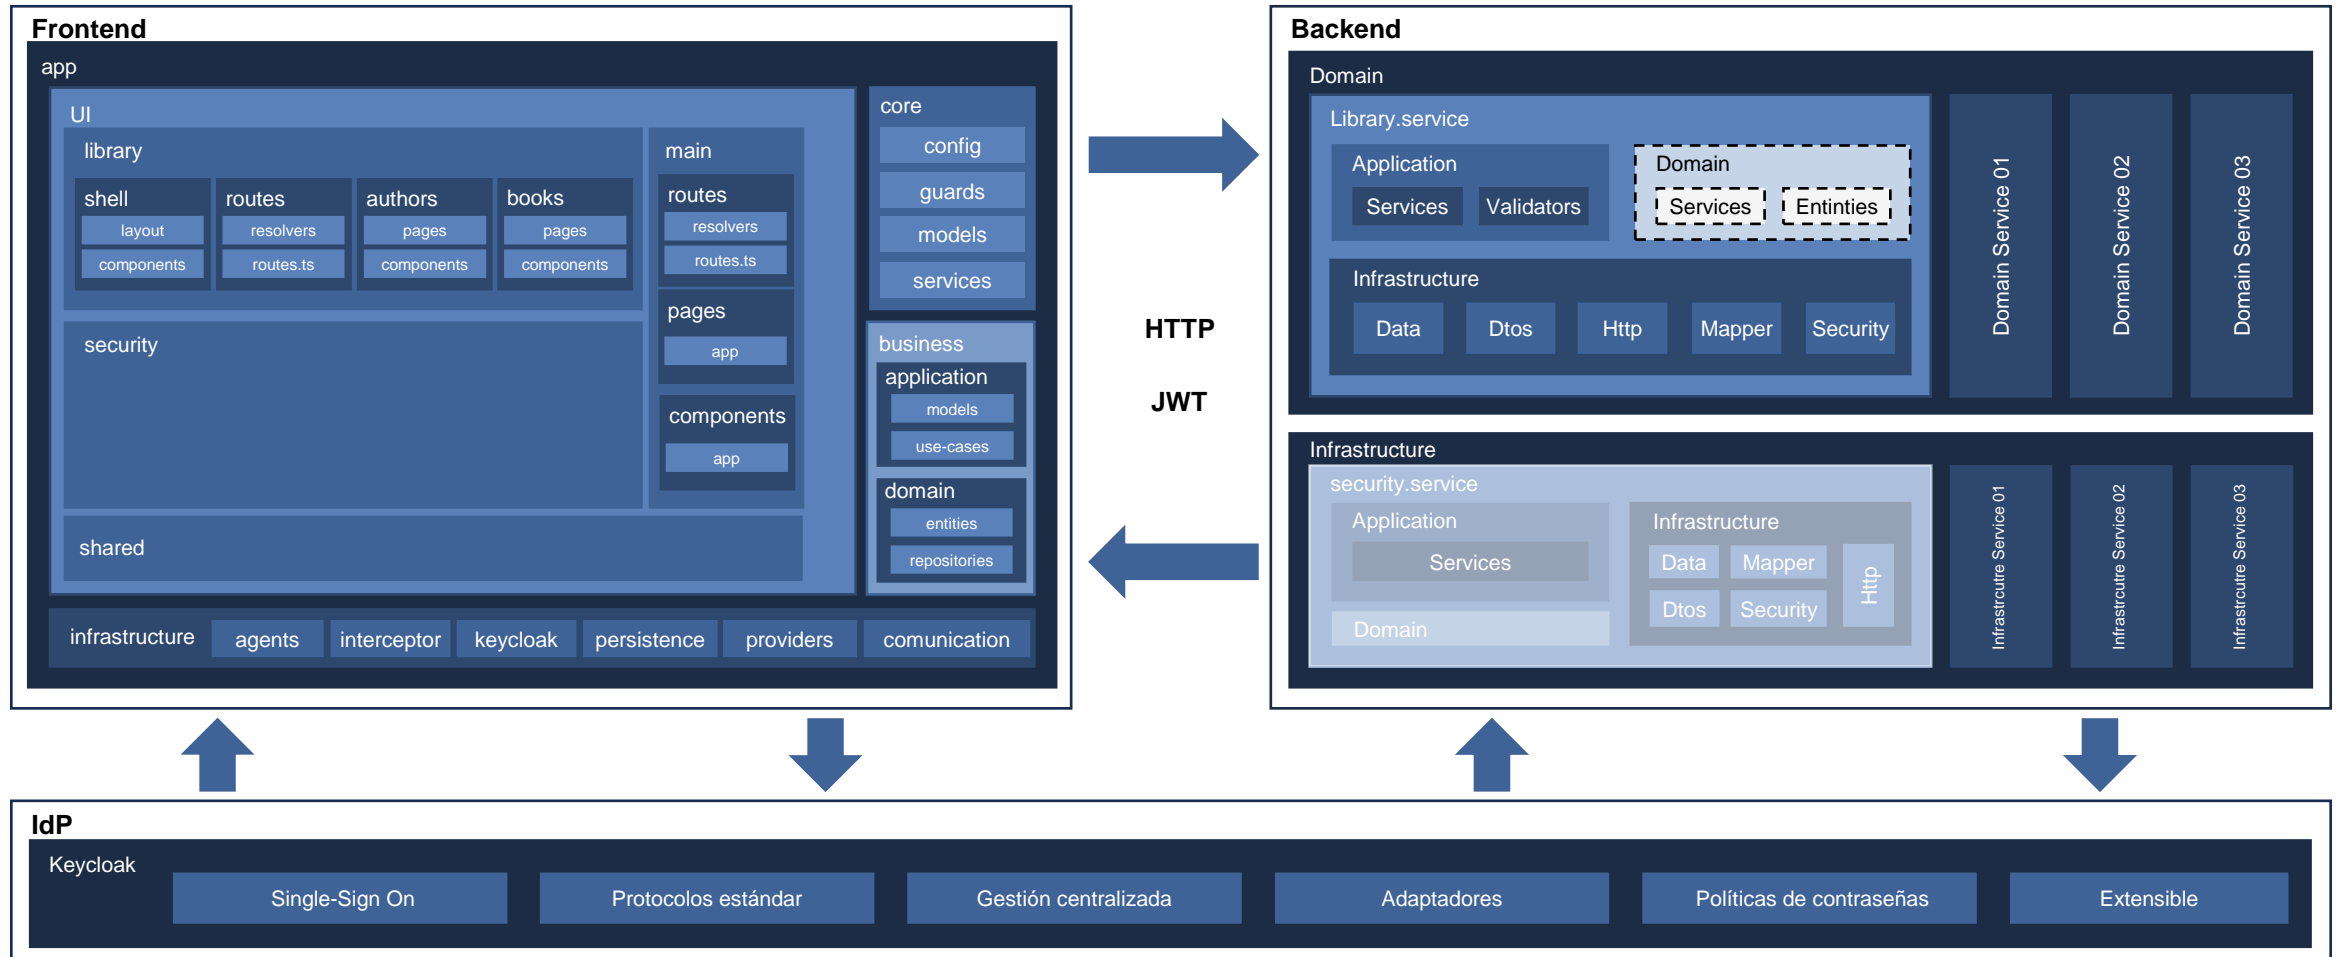 Frontend
app
UI
library
shell
layout
components
routes
resolvers
routes.ts
authors
pages
components
books
pages
components
main
routes
resolvers
routes.ts
pages
app
components
app
security
shared
core
config
guards
models
services
business
application
models
use-cases
domain
entities
repositories
infrastructure
agents
interceptor
keycloak
persistence
providers
comunication
HTTP
JWT
Backend
Domain
Library.service
Application
Services
Validators
Domain
Services
Entinties
Infrastructure
Data
Dtos
Http
Mapper
Security
Domain Service 01
Domain Service 02
Domain Service 03
Infrastructure
security.service
Application
Services
Domain
Infrastructure
Data
Mapper
Dtos
Security
Http
Infrastrcutre Service 01
Infrastrcutre Service 02
Infrastrcutre Service 03
IdP
Keycloak
Single-Sign On
Protocolos estándar
Gestión centralizada
Adaptadores
Políticas de contraseñas
Extensible